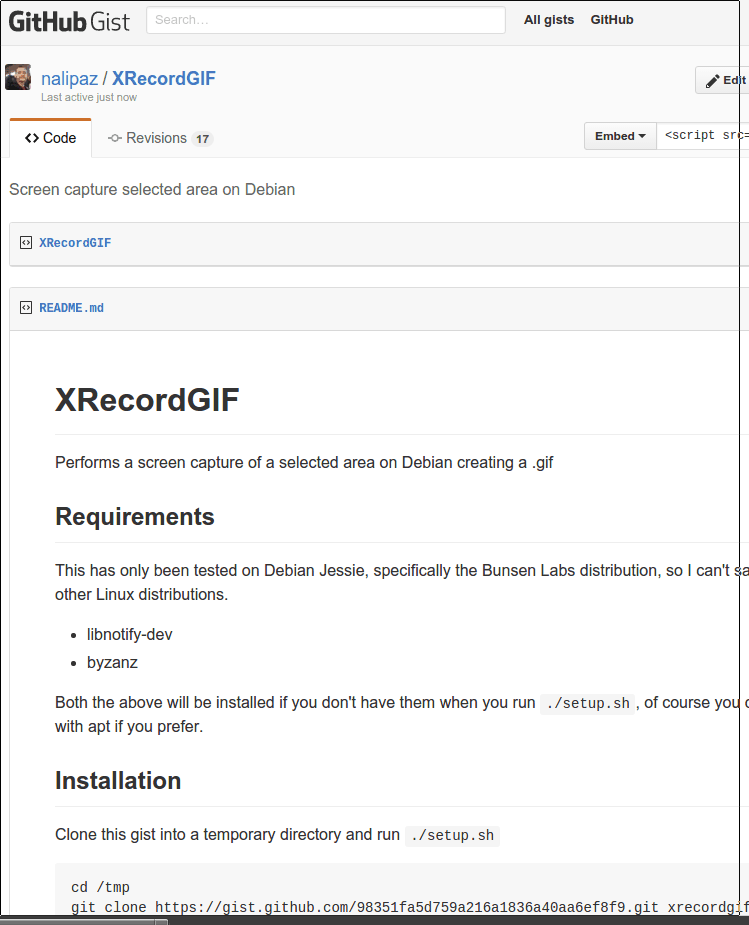 GitHub Gist Search… All gists GitHub
nalipaz / XRecordGIF Edit
Last active just now
Code Revisions 17 Embed <script src=
Screen capture selected area on Debian
XRecordGIF
README.md
XRecordGIF
Performs a screen capture of a selected area on Debian creating a .gif
Requirements
This has only been tested on Debian Jessie, specifically the Bunsen Labs distribution, so I can't sa
other Linux distributions.
• libnotify-dev
• byzanz
Both the above will be installed if you don't have them when you run ./setup.sh, of course you c
with apt if you prefer.
Installation
Clone this gist into a temporary directory and run ./setup.sh
cd /tmp
git clone https://gist.github.com/98351fa5d759a216a1836a40aa6ef8f9.git xrecordgif